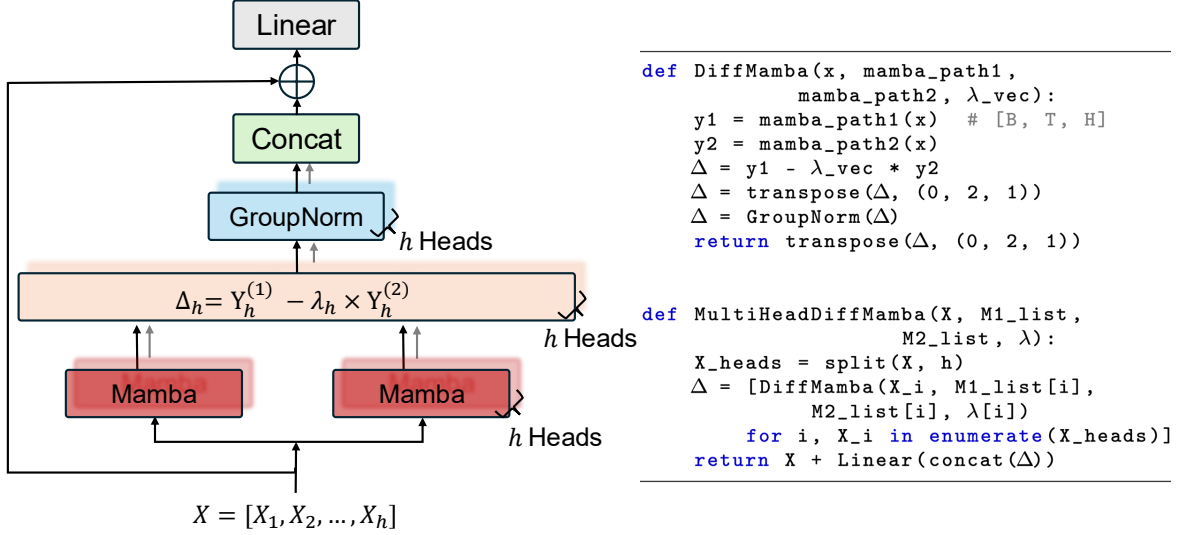 Linear
Concat
GroupNorm
h Heads
Δ_h= Y_h^(1) − λ_h × Y_h^(2)
h Heads
Mamba
Mamba
Mamba
Mamba
h Heads
X = [X_1, X_2, … , X_h]
def DiffMamba(x, mamba_path1,
mamba_path2, λ_vec):
y1 = mamba_path1(x)  # [B, T, H]
y2 = mamba_path2(x)
Δ = y1 - λ_vec * y2
Δ = transpose(Δ, (0, 2, 1))
Δ = GroupNorm(Δ)
return transpose(Δ, (0, 2, 1))
def MultiHeadDiffMamba(X, M1_list,
M2_list, λ):
X_heads = split(X, h)
Δ = [DiffMamba(X_i, M1_list[i],
M2_list[i], λ[i])
for i, X_i in enumerate(X_heads)]
return X + Linear(concat(Δ))